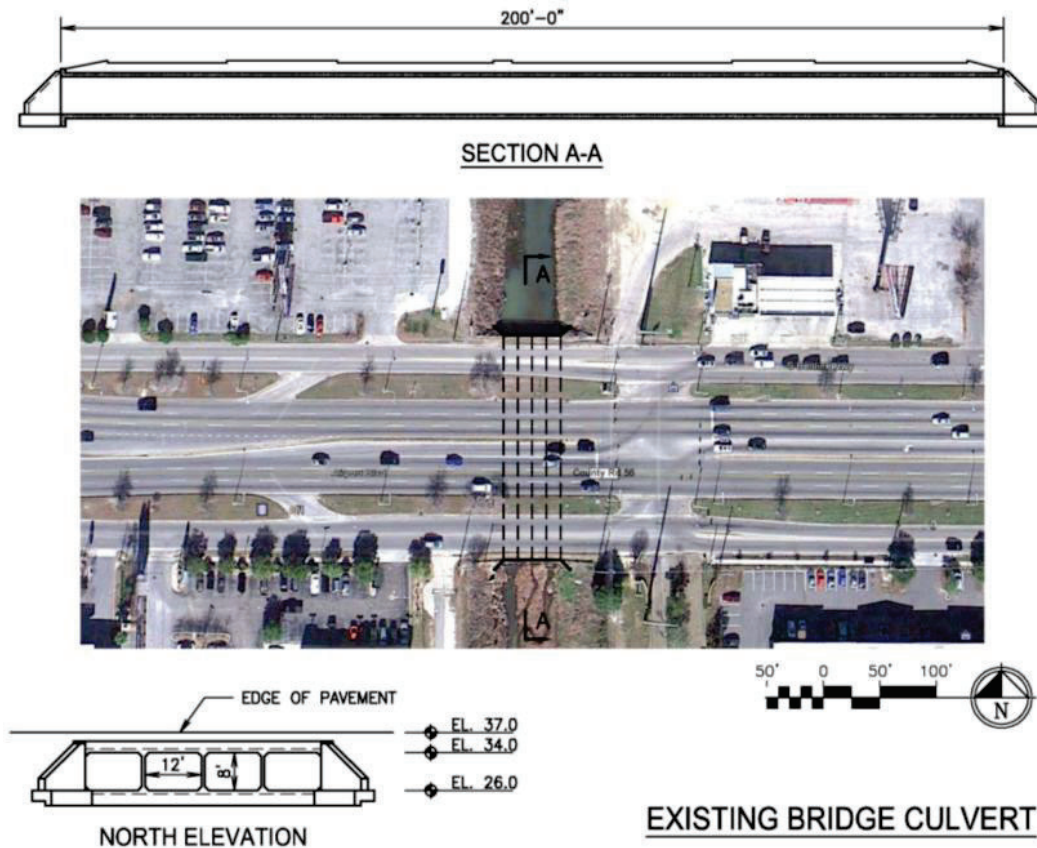 200'-0"
SECTION A-A
A
County Rd 56
A
50' 0 50' 100'
N
EDGE OF PAVEMENT
EL. 37.0
EL. 34.0
EL. 26.0
12'
8'
NORTH ELEVATION
EXISTING BRIDGE CULVERT